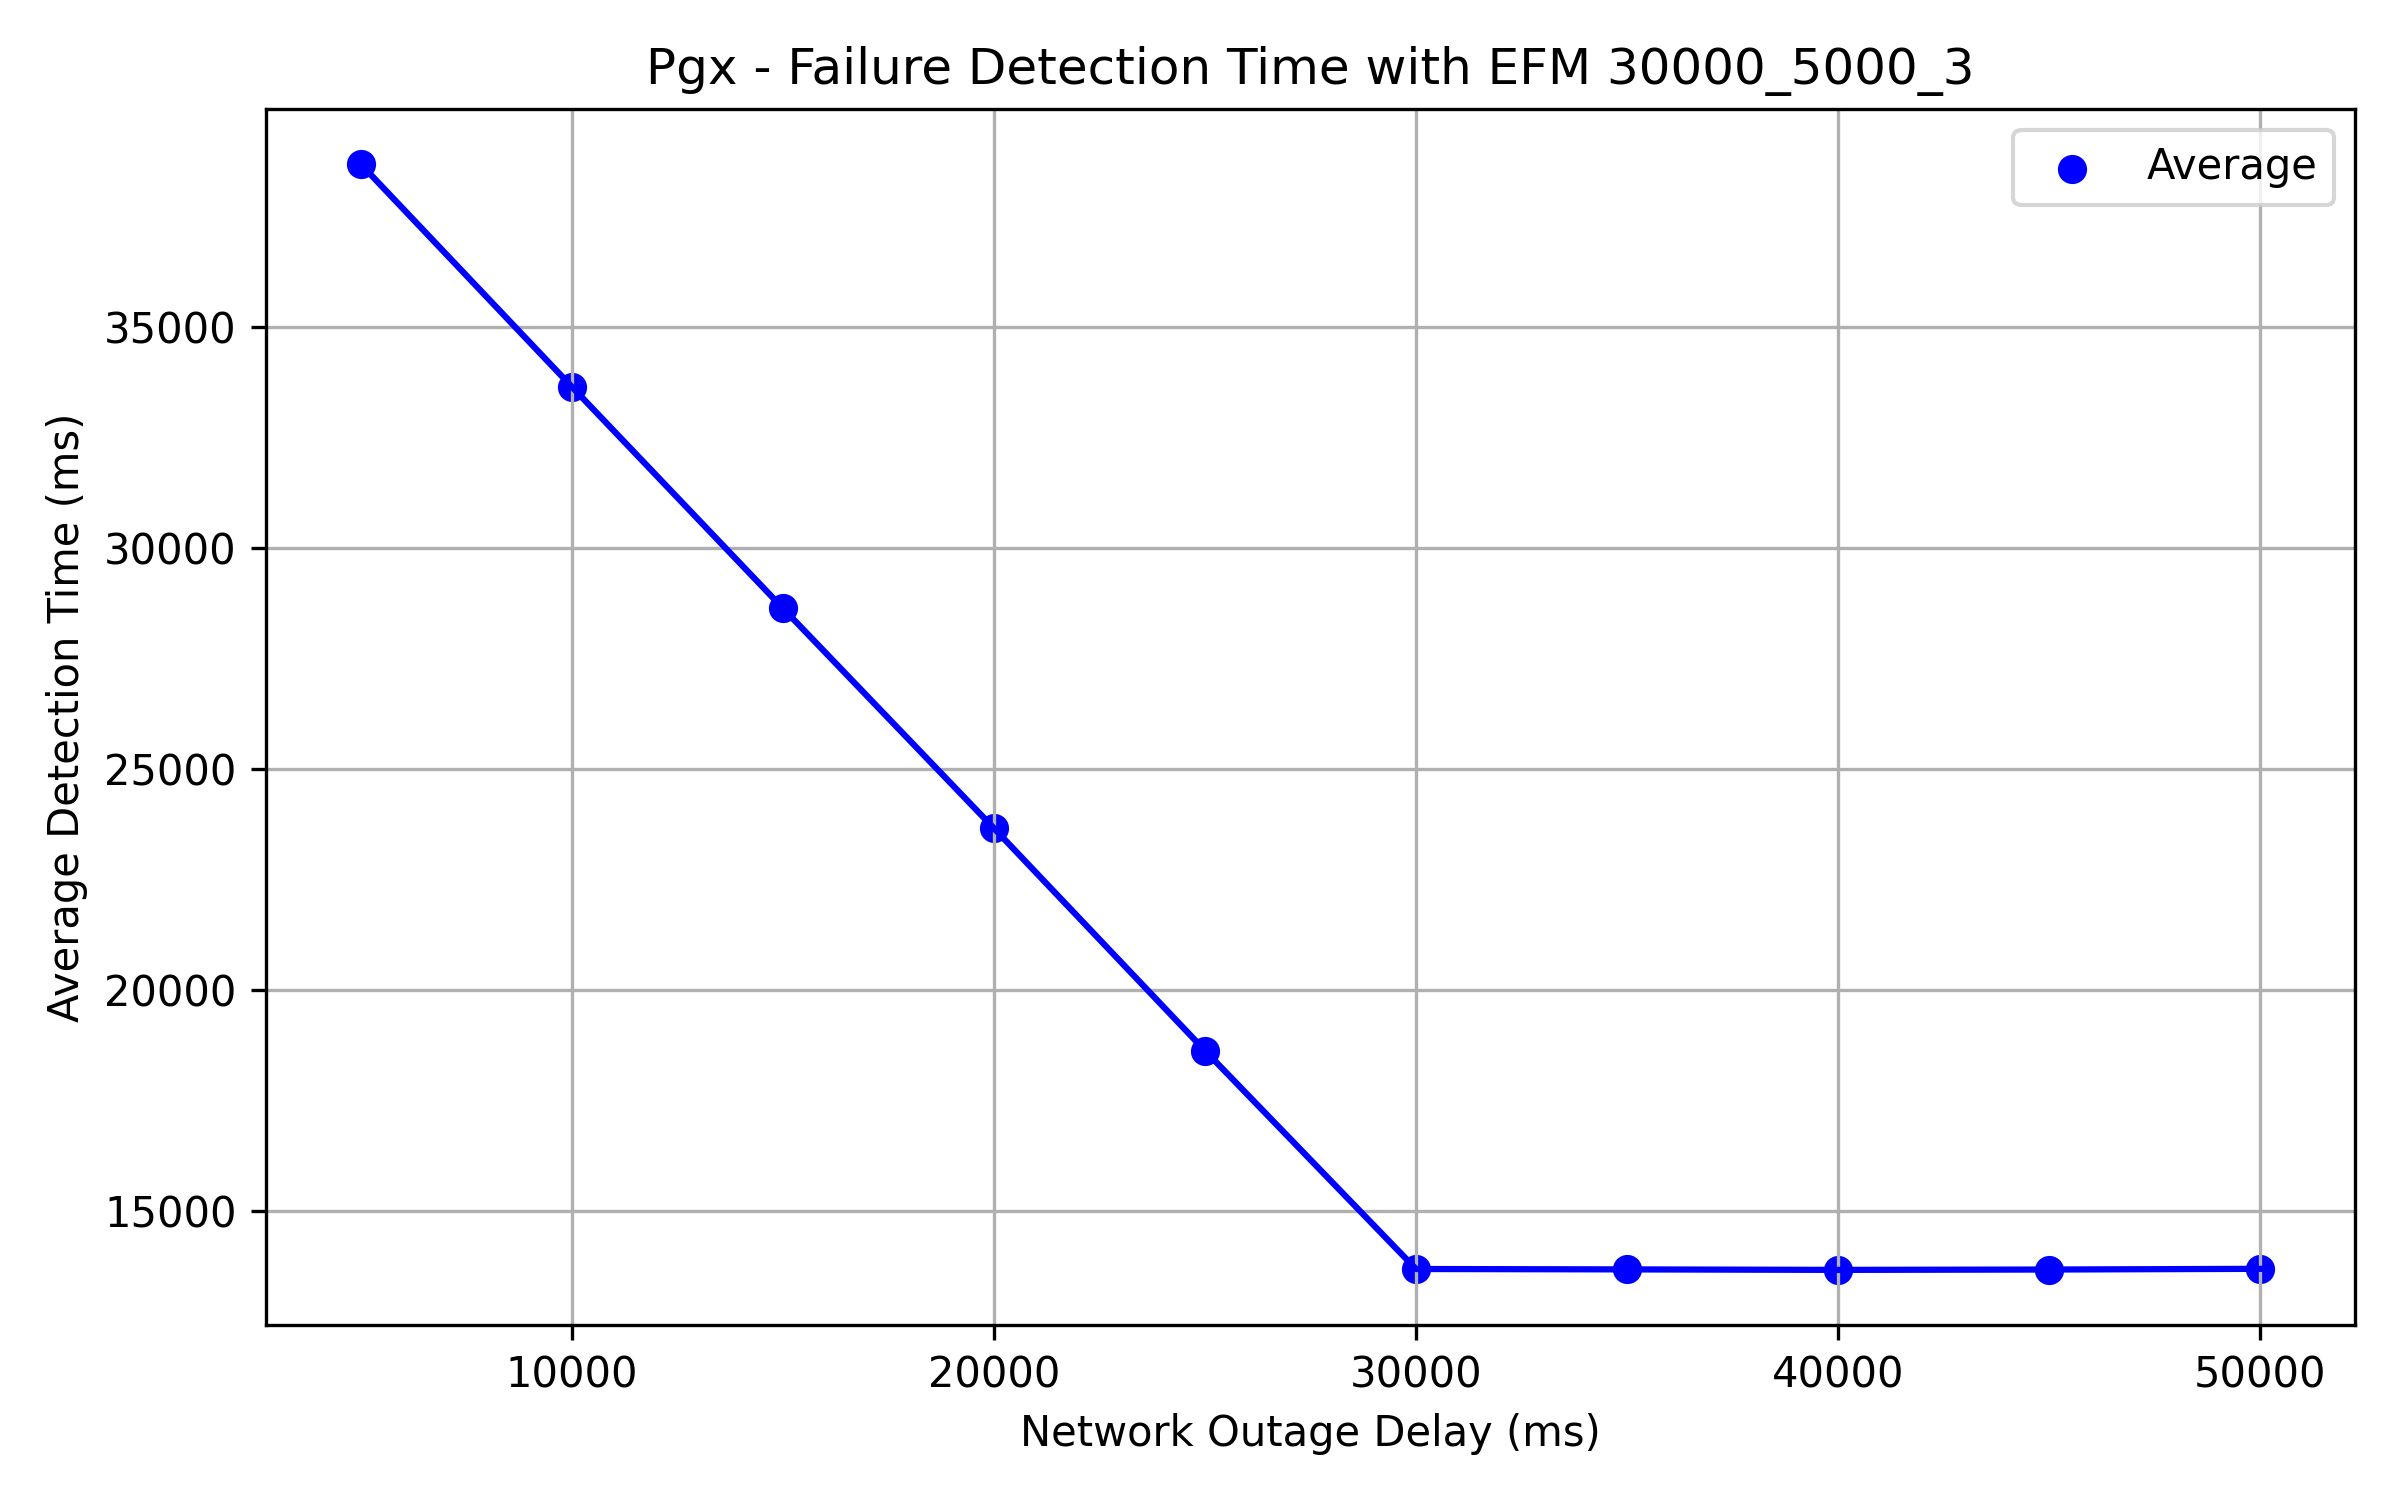 Pgx - Failure Detection Time with EFM 30000_5000_3
Average
35000
30000
25000
20000
15000
Average Detection Time (ms)
10000 20000 30000 40000 50000
Network Outage Delay (ms)